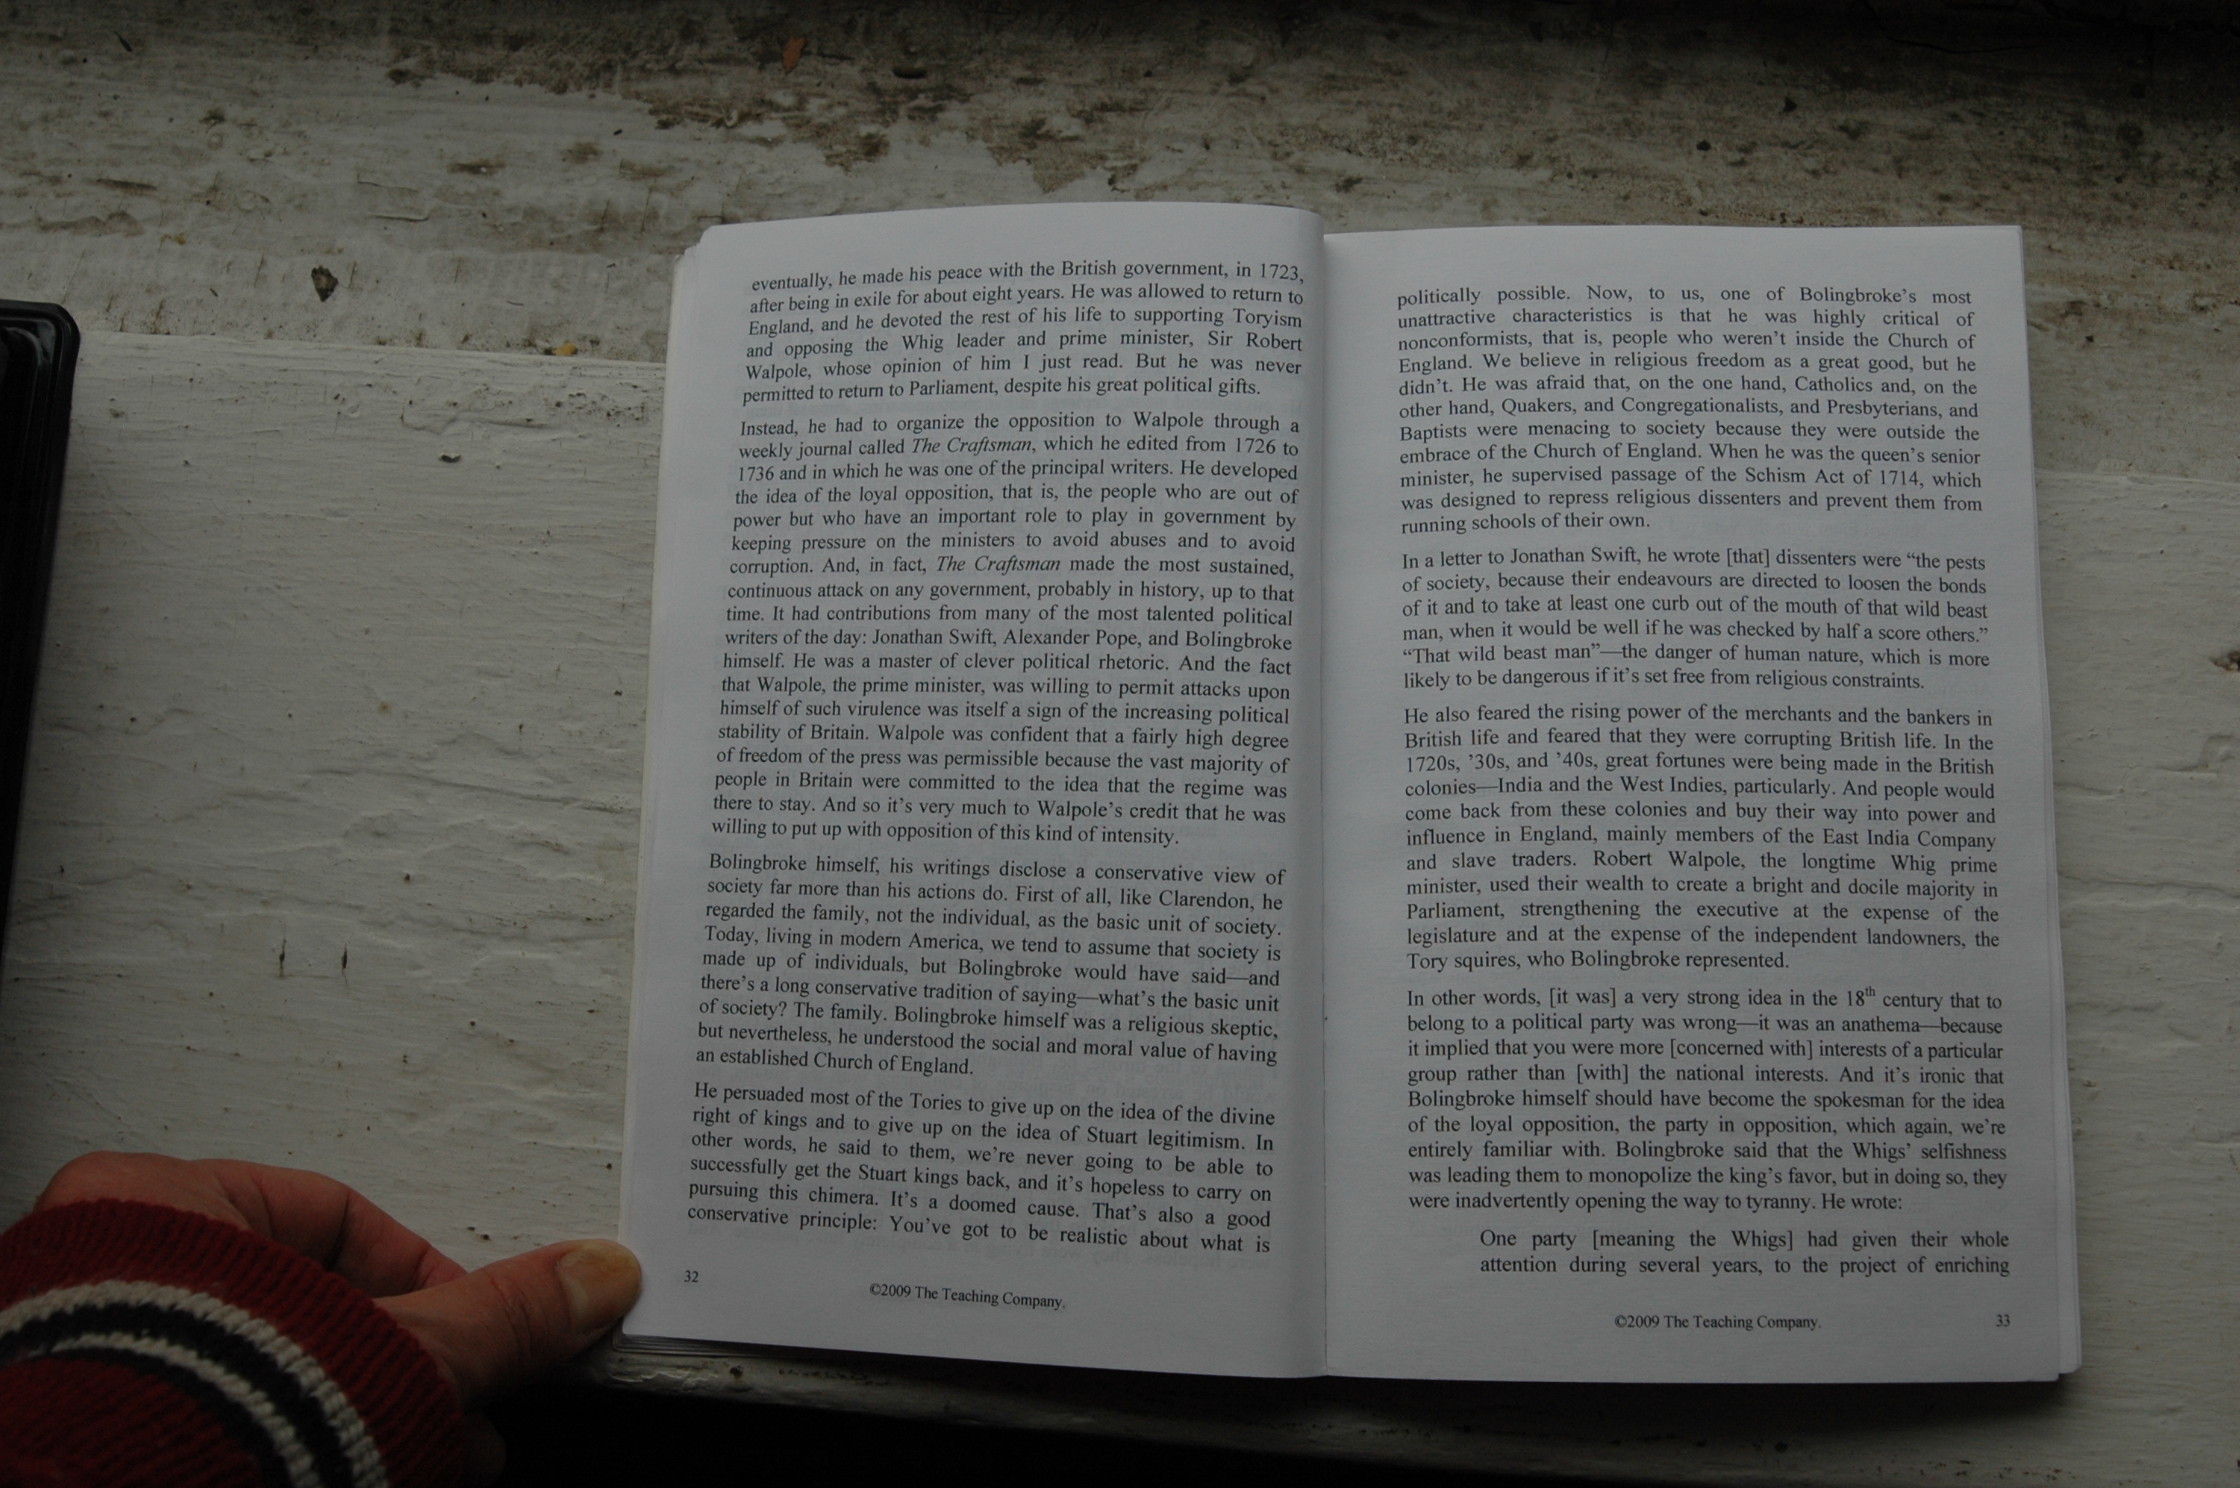 eventually, he made his peace with the British government, in 1723,
after being in exile for about eight years. He was allowed to return to
England, and he devoted the rest of his life to supporting Toryism
and opposing the Whig leader and prime minister, Sir Robert
Walpole, whose opinion of him I just read. But he was never
permitted to return to Parliament, despite his great political gifts.
Instead, he had to organize the opposition to Walpole through a
weekly journal called The Craftsman, which he edited from 1726 to
1736 and in which he was one of the principal writers. He developed
the idea of the loyal opposition, that is, the people who are out of
power but who have an important role to play in government by
keeping pressure on the ministers to avoid abuses and to avoid
corruption. And, in fact, The Craftsman made the most sustained,
continuous attack on any government, probably in history, up to that
time. It had contributions from many of the most talented political
writers of the day: Jonathan Swift, Alexander Pope, and Bolingbroke
himself. He was a master of clever political rhetoric. And the fact
that Walpole, the prime minister, was willing to permit attacks upon
himself of such virulence was itself a sign of the increasing political
stability of Britain. Walpole was confident that a fairly high degree
of freedom of the press was permissible because the vast majority of
people in Britain were committed to the idea that the regime was
there to stay. And so it's very much to Walpole's credit that he was
willing to put up with opposition of this kind of intensity.
Bolingbroke himself, his writings disclose a conservative view of
society far more than his actions do. First of all, like Clarendon, he
regarded the family, not the individual, as the basic unit of society.
Today, living in modern America, we tend to assume that society is
made up of individuals, but Bolingbroke would have said—and
there's a long conservative tradition of saying—what's the basic unit
of society? The family. Bolingbroke himself was a religious skeptic,
but nevertheless, he understood the social and moral value of having
an established Church of England.
He persuaded most of the Tories to give up on the idea of the divine
right of kings and to give up on the idea of Stuart legitimism. In
other words, he said to them, we're never going to be able to
successfully get the Stuart kings back, and it's hopeless to carry on
pursuing this chimera. It's a doomed cause. That's also a good
conservative principle: You've got to be realistic about what is
32
©2009 The Teaching Company.
politically possible. Now, to us, one of Bolingbroke's most
unattractive characteristics is that he was highly critical of
nonconformists, that is, people who weren't inside the Church of
England. We believe in religious freedom as a great good, but he
didn't. He was afraid that, on the one hand, Catholics and, on the
other hand, Quakers, and Congregationalists, and Presbyterians, and
Baptists were menacing to society because they were outside the
embrace of the Church of England. When he was the queen's senior
minister, he supervised passage of the Schism Act of 1714, which
was designed to repress religious dissenters and prevent them from
running schools of their own.
In a letter to Jonathan Swift, he wrote [that] dissenters were “the pests
of society, because their endeavours are directed to loosen the bonds
of it and to take at least one curb out of the mouth of that wild beast
man, when it would be well if he was checked by half a score others.”
“That wild beast man”—the danger of human nature, which is more
likely to be dangerous if it's set free from religious constraints.
He also feared the rising power of the merchants and the bankers in
British life and feared that they were corrupting British life. In the
1720s, ’30s, and ’40s, great fortunes were being made in the British
colonies—India and the West Indies, particularly. And people would
come back from these colonies and buy their way into power and
influence in England, mainly members of the East India Company
and slave traders. Robert Walpole, the longtime Whig prime
minister, used their wealth to create a bright and docile majority in
Parliament, strengthening the executive at the expense of the
legislature and at the expense of the independent landowners, the
Tory squires, who Bolingbroke represented.
In other words, [it was] a very strong idea in the 18th century that to
belong to a political party was wrong—it was an anathema—because
it implied that you were more [concerned with] interests of a particular
group rather than [with] the national interests. And it's ironic that
Bolingbroke himself should have become the spokesman for the idea
of the loyal opposition, the party in opposition, which again, we're
entirely familiar with. Bolingbroke said that the Whigs' selfishness
was leading them to monopolize the king's favor, but in doing so, they
were inadvertently opening the way to tyranny. He wrote:
One party [meaning the Whigs] had given their whole
attention during several years, to the project of enriching
©2009 The Teaching Company.
33